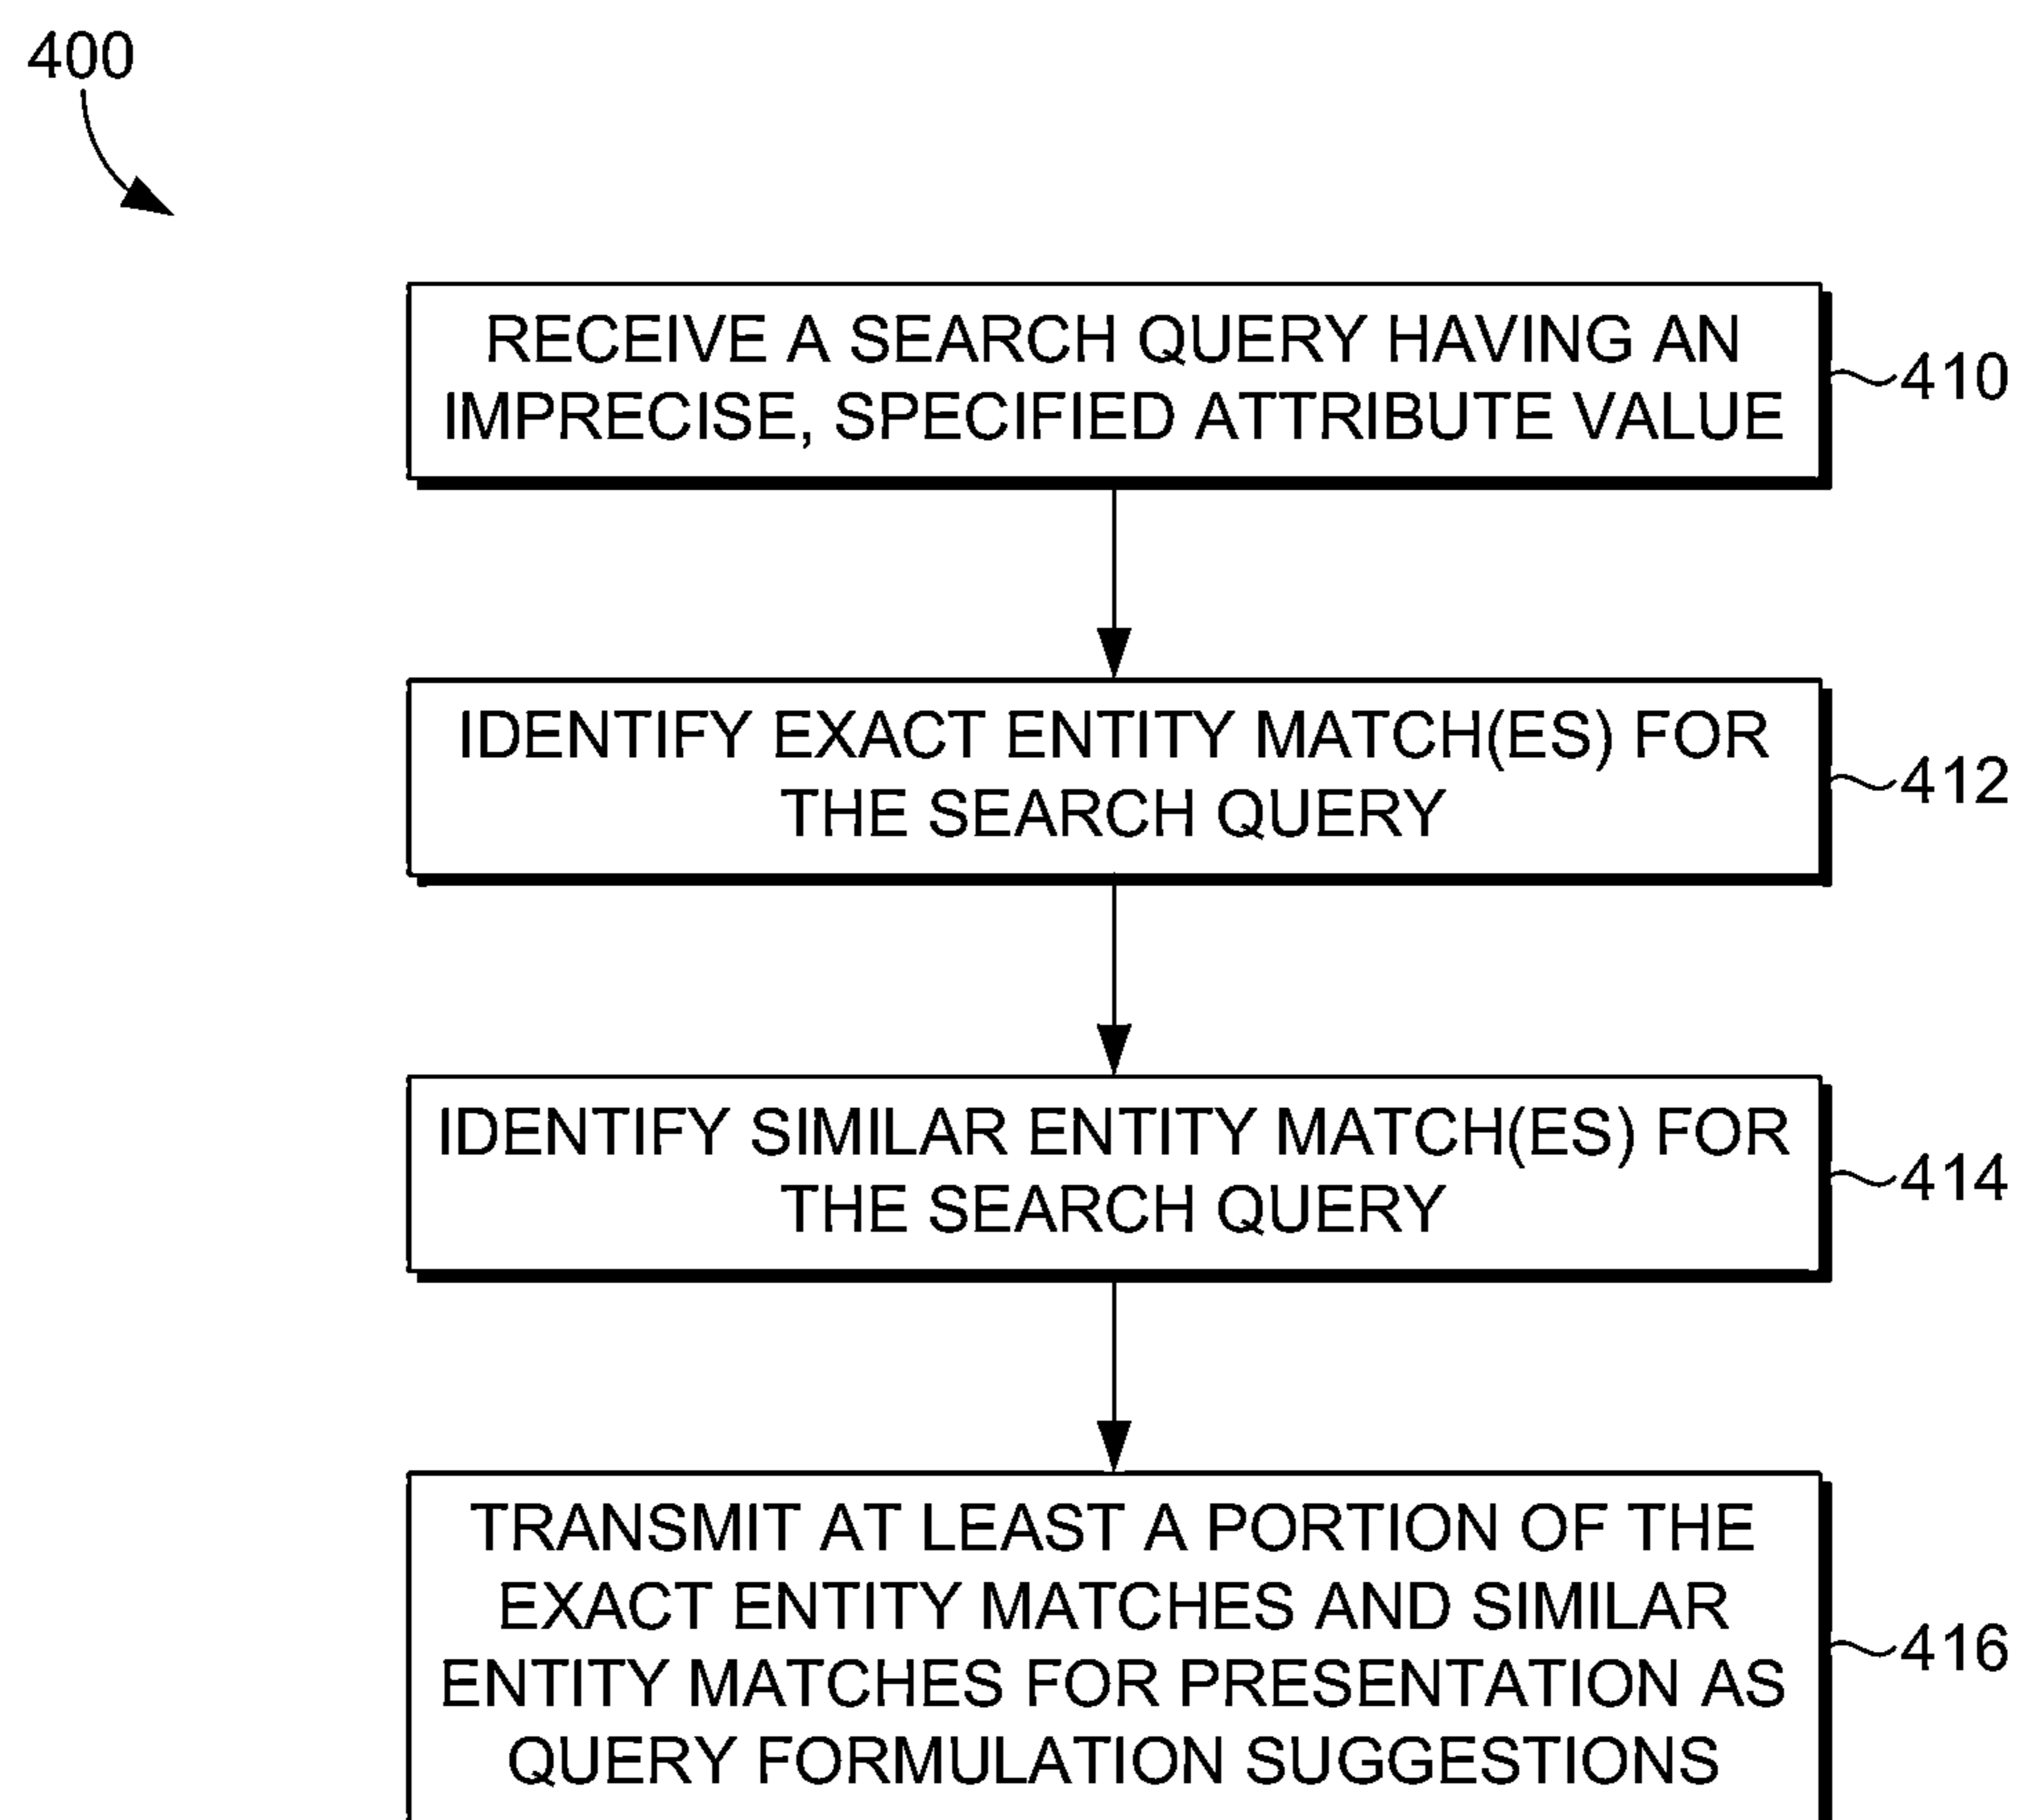 400
RECEIVE A SEARCH QUERY HAVING AN
IMPRECISE, SPECIFIED ATTRIBUTE VALUE
410
IDENTIFY EXACT ENTITY MATCH(ES) FOR
THE SEARCH QUERY
412
IDENTIFY SIMILAR ENTITY MATCH(ES) FOR
THE SEARCH QUERY
414
TRANSMIT AT LEAST A PORTION OF THE
EXACT ENTITY MATCHES AND SIMILAR
ENTITY MATCHES FOR PRESENTATION AS
QUERY FORMULATION SUGGESTIONS
416